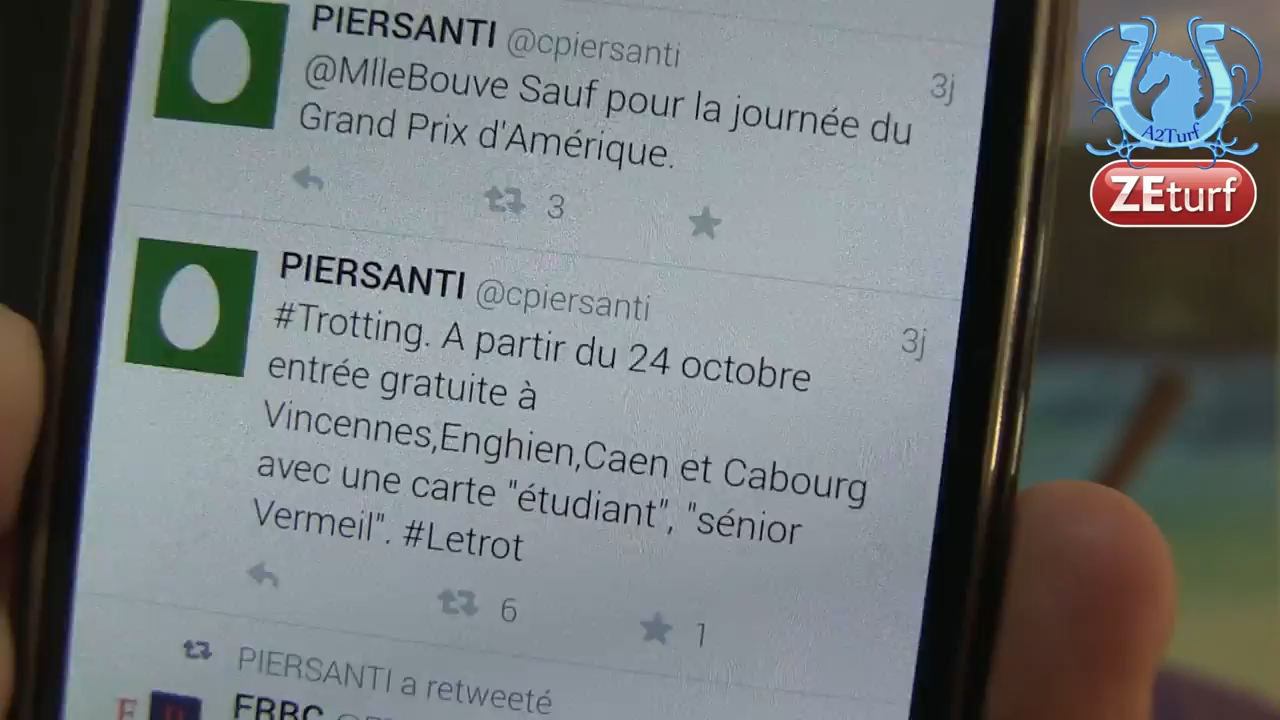 PIERSANTI @cpiersanti
3j
@MlleBouve Sauf pour la journée du
Grand Prix d'Amérique.
3
PIERSANTI @cpiersanti
3j
#Trotting. A partir du 24 octobre
entrée gratuite à
Vincennes,Enghien,Caen et Cabourg
avec une carte "étudiant", "sénior
Vermeil". #Letrot
6
1
PIERSANTI a retweeté
A2Turf
ZEturf